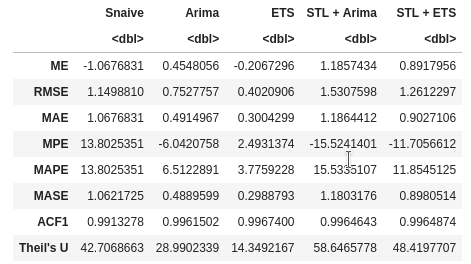 Snaive Arima ETS STL + Arima STL + ETS
<dbl> <dbl> <dbl> <dbl> <dbl>
ME -1.0676831 0.4548056 -0.2067296 1.1857434 0.8917956
RMSE 1.1498810 0.7527757 0.4020906 1.5307598 1.2612297
MAE 1.0676831 0.4914967 0.3004299 1.1864412 0.9027106
MPE 13.8025351 -6.0420758 2.4931374 -15.5241401 -11.7056612
MAPE 13.8025351 6.5122891 3.7759228 15.5335107 11.8545125
MASE 1.0621725 0.4889599 0.2988793 1.1803176 0.8980514
ACF1 0.9913278 0.9961502 0.9967400 0.9964643 0.9964874
Theil's U 42.7068663 28.9902339 14.3492167 58.6465778 48.4197707